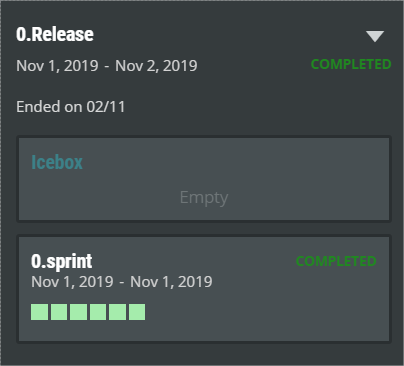 0.Release
Nov 1, 2019 - Nov 2, 2019 COMPLETED
Ended on 02/11
Icebox
Empty
0.sprint COMPLETED
Nov 1, 2019 - Nov 1, 2019